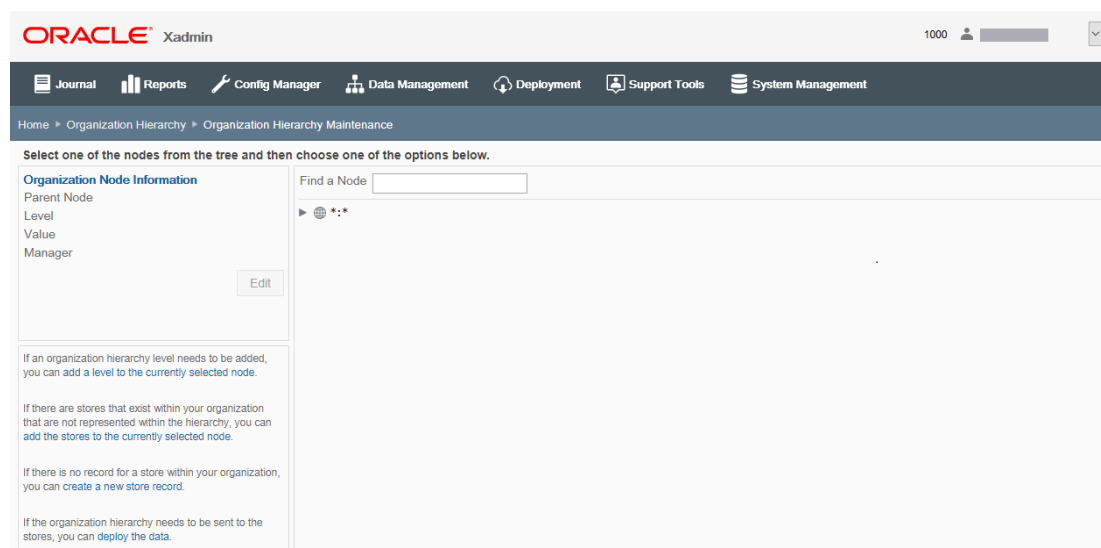 ORACLE® Xadmin
1000
Journal Reports Config Manager Data Management Deployment Support Tools System Management
Home ▸ Organization Hierarchy ▸ Organization Hierarchy Maintenance
Select one of the nodes from the tree and then choose one of the options below.
Organization Node Information
Parent Node
Level
Value
Manager
Edit
Find a Node
*:*
If an organization hierarchy level needs to be added,
you can add a level to the currently selected node.
If there are stores that exist within your organization
that are not represented within the hierarchy, you can
add the stores to the currently selected node.
If there is no record for a store within your organization,
you can create a new store record.
If the organization hierarchy needs to be sent to the
stores, you can deploy the data.